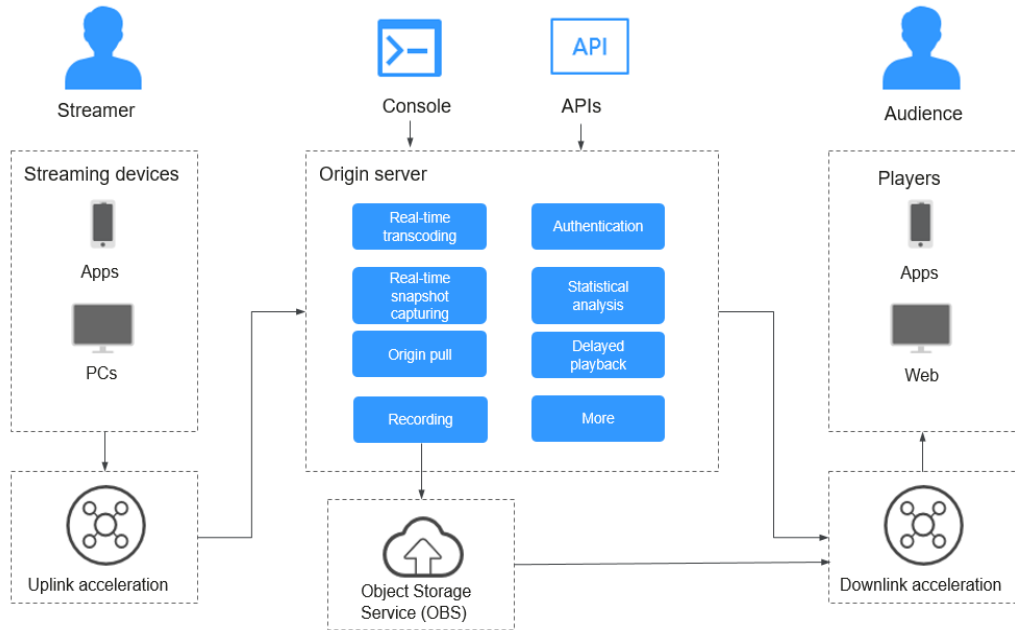 Streamer
Console
API
APIs
Audience
Streaming devices
Apps
PCs
Origin server
Real-time
transcoding
Authentication
Real-time
snapshot
capturing
Statistical
analysis
Origin pull
Delayed
playback
Recording
More
Players
Apps
Web
Uplink acceleration
Object Storage
Service (OBS)
Downlink acceleration